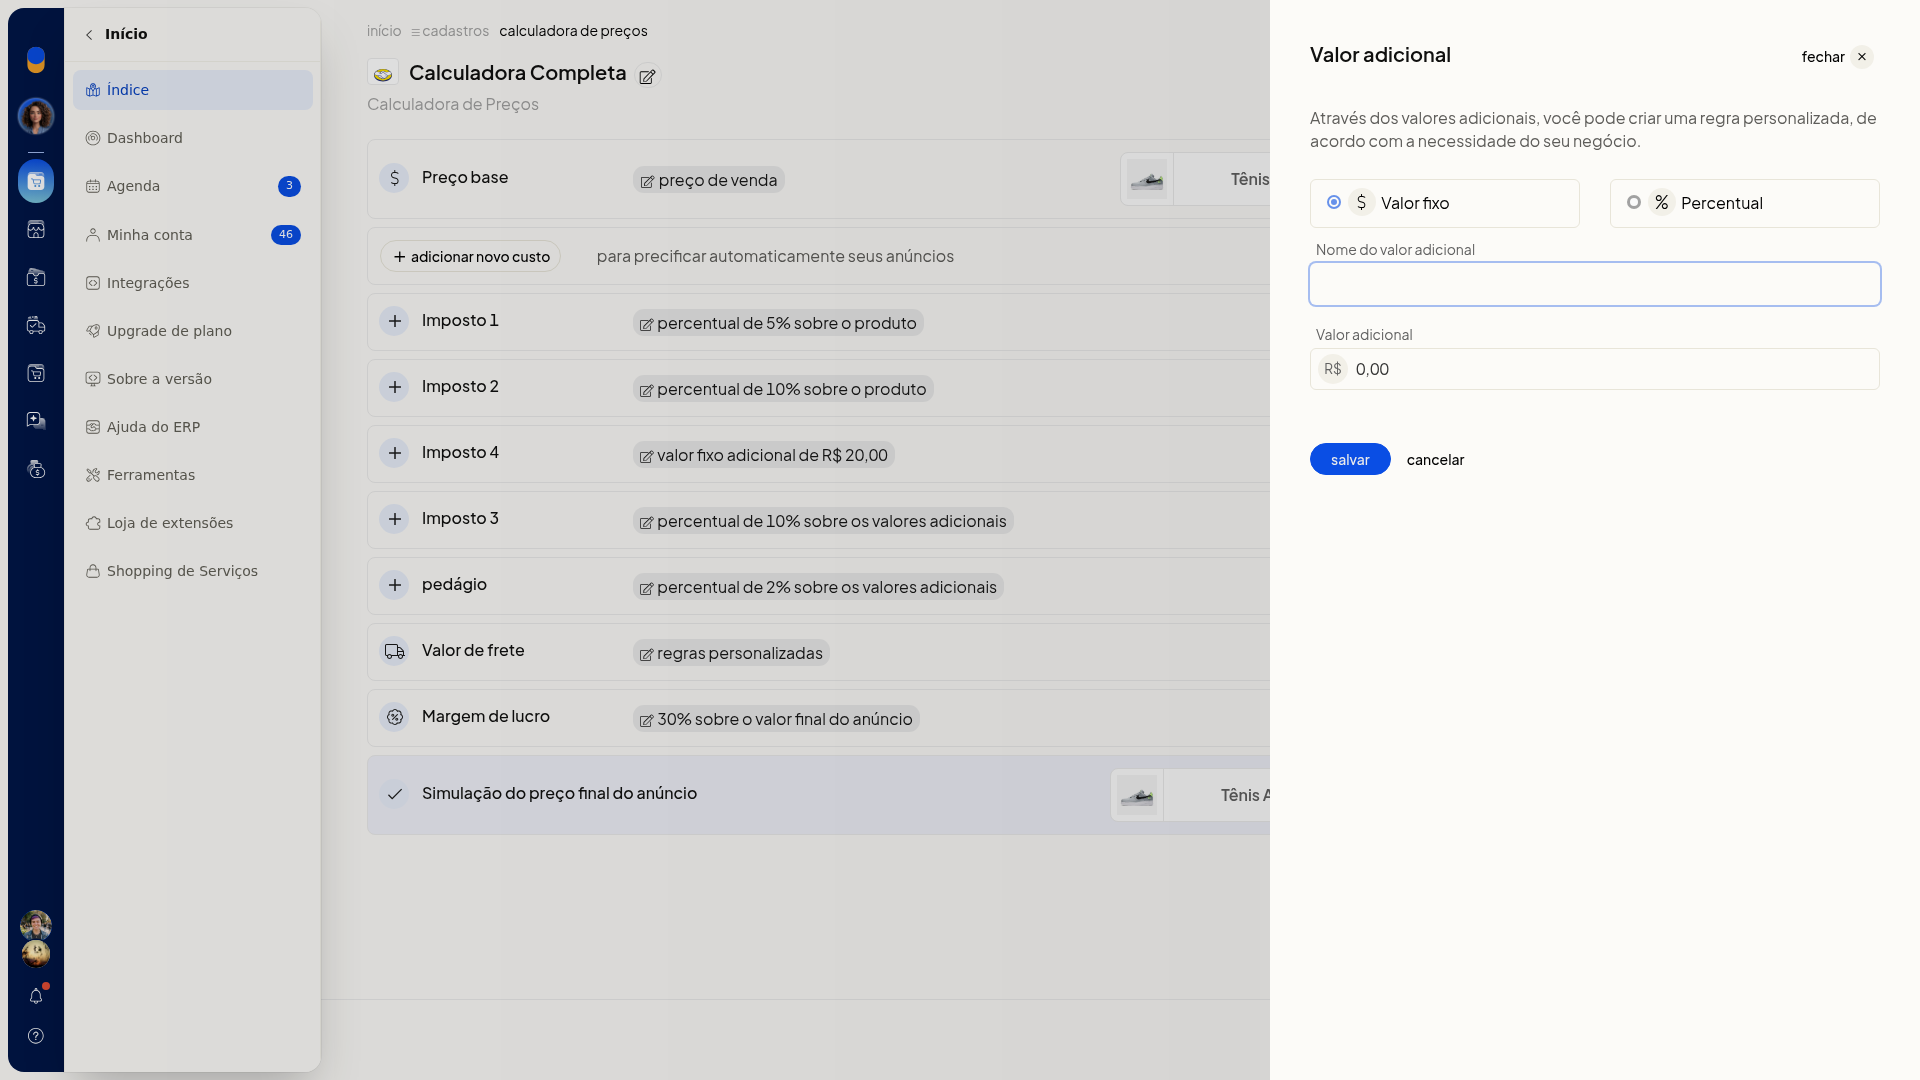 Início
Índice
Dashboard
Agenda 3
Minha conta 46
Integrações
Upgrade de plano
Sobre a versão
Ajuda do ERP
Ferramentas
Loja de extensões
Shopping de Serviços
início cadastros calculadora de preços
Calculadora Completa
Calculadora de Preços
$ Preço base preço de venda Tênis
+ adicionar novo custo para precificar automaticamente seus anúncios
+ Imposto 1 percentual de 5% sobre o produto
+ Imposto 2 percentual de 10% sobre o produto
+ Imposto 4 valor fixo adicional de R$ 20,00
+ Imposto 3 percentual de 10% sobre os valores adicionais
+ pedágio percentual de 2% sobre os valores adicionais
Valor de frete regras personalizadas
Margem de lucro 30% sobre o valor final do anúncio
Simulação do preço final do anúncio Tênis A
Valor adicional
fechar ×
Através dos valores adicionais, você pode criar uma regra personalizada, de
acordo com a necessidade do seu negócio.
$ Valor fixo
% Percentual
Nome do valor adicional
Valor adicional
R$ 0,00
salvar cancelar